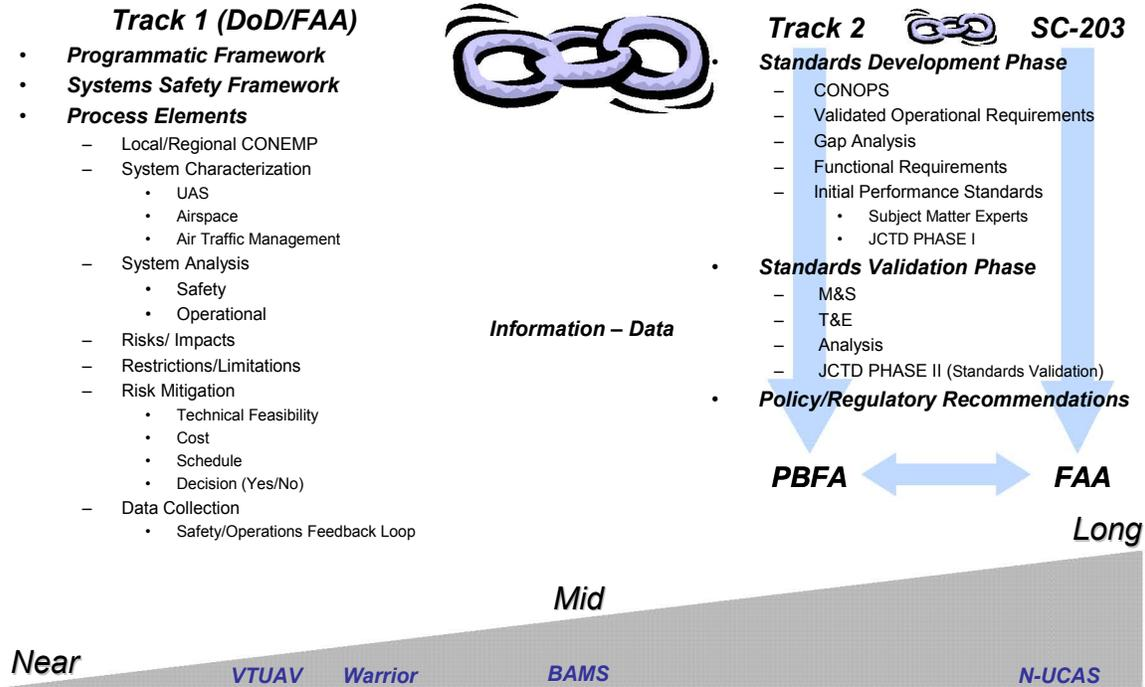 Track 1 (DoD/FAA)
• Programmatic Framework
• Systems Safety Framework
• Process Elements
– Local/Regional CONEMP
– System Characterization
• UAS
• Airspace
• Air Traffic Management
– System Analysis
• Safety
• Operational
– Risks/ Impacts
– Restrictions/Limitations
– Risk Mitigation
• Technical Feasibility
• Cost
• Schedule
• Decision (Yes/No)
– Data Collection
• Safety/Operations Feedback Loop
Information – Data
Track 2 SC-203
• Standards Development Phase
– CONOPS
– Validated Operational Requirements
– Gap Analysis
– Functional Requirements
– Initial Performance Standards
• Subject Matter Experts
• JCTD PHASE I
• Standards Validation Phase
– M&S
– T&E
– Analysis
– JCTD PHASE II (Standards Validation)
• Policy/Regulatory Recommendations
PBFA FAA
Long
Mid
Near
VTUAV Warrior BAMS N-UCAS